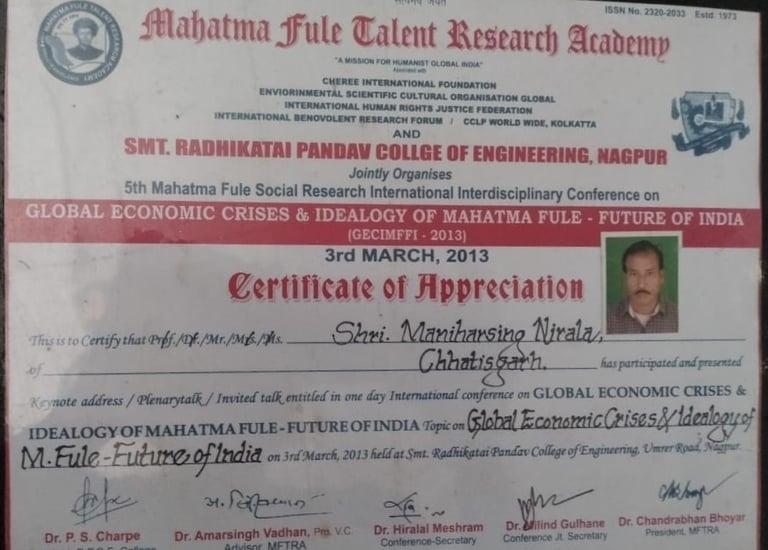 सत्यमेव जयते
ISSN No. 2320-2033 Estd. 1973
Mahatma Fule Talent Research Academy
"A MISSION FOR HUMANIST GLOBAL INDIA"
Associated with
CHEREE INTERNATIONAL FOUNDATION
ENVIORINMENTAL SCIENTIFIC CULTURAL ORGANISATION GLOBAL
INTERNATIONAL HUMAN RIGHTS JUSTICE FEDERATION
INTERNATIONAL BENOVOLENT RESEARCH FORUM / CCLP WORLD WIDE, KOLKATTA
AND
SMT. RADHIKATAI PANDAV COLLGE OF ENGINEERING, NAGPUR
Jointly Organises
5th Mahatma Fule Social Research International Interdisciplinary Conference on
GLOBAL ECONOMIC CRISES & IDEALOGY OF MAHATMA FULE - FUTURE OF INDIA
(GECIMFFI - 2013)
3rd MARCH, 2013
Certificate of Appreciation
This is to Certify that Prof./Dr./Mr./Mrs./Ms. Shri. Maniharsing Nirala,
of Chhatisgarh. has participated and presented
Keynote address / Plenarytalk / Invited talk entitled in one day International conference on GLOBAL ECONOMIC CRISES &
IDEALOGY OF MAHATMA FULE - FUTURE OF INDIA Topic on Global Economic Crises & Idealogy of
M. Fule - Future of India on 3rd March, 2013 held at Smt. Radhikatai Pandav College of Engineering, Umrer Road, Nagpur.
Dr. P. S. Charpe
Dr. Amarsingh Vadhan, Pro. V.C.
Advisor, MFTRA
Dr. Hiralal Meshram
Conference-Secretary
Dr. Milind Gulhane
Conference Jt. Secretary
Dr. Chandrabhan Bhoyar
President, MFTRA